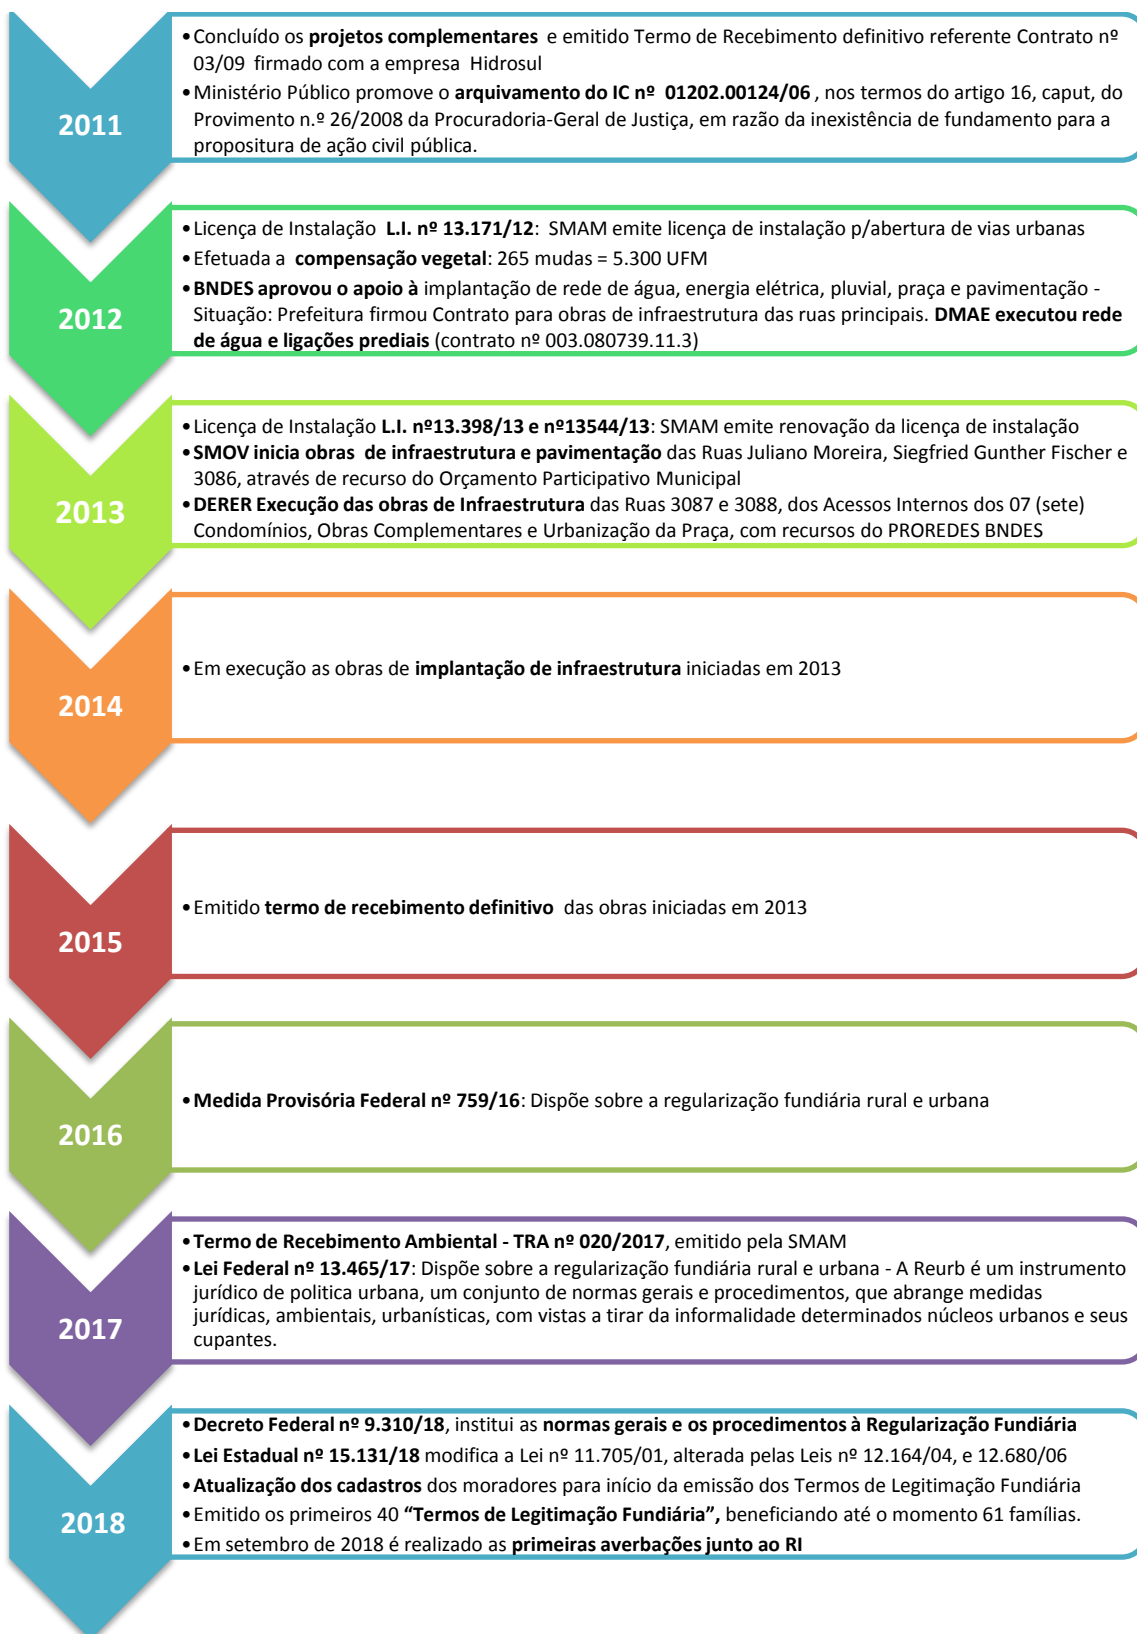 2011
•Concluído os projetos complementares e emitido Termo de Recebimento definitivo referente Contrato nº
03/09 firmado com a empresa Hidrosul
•Ministério Público promove o arquivamento do IC nº 01202.00124/06 , nos termos do artigo 16, caput, do
Provimento n.º 26/2008 da Procuradoria-Geral de Justiça, em razão da inexistência de fundamento para a
propositura de ação civil pública.
2012
•Licença de Instalação L.I. nº 13.171/12: SMAM emite licença de instalação p/abertura de vias urbanas
•Efetuada a compensação vegetal: 265 mudas = 5.300 UFM
•BNDES aprovou o apoio à implantação de rede de água, energia elétrica, pluvial, praça e pavimentação -
Situação: Prefeitura firmou Contrato para obras de infraestrutura das ruas principais. DMAE executou rede
de água e ligações prediais (contrato nº 003.080739.11.3)
2013
•Licença de Instalação L.I. nº13.398/13 e nº13544/13: SMAM emite renovação da licença de instalação
•SMOV inicia obras de infraestrutura e pavimentação das Ruas Juliano Moreira, Siegfried Gunther Fischer e
3086, através de recurso do Orçamento Participativo Municipal
•DERER Execução das obras de Infraestrutura das Ruas 3087 e 3088, dos Acessos Internos dos 07 (sete)
Condomínios, Obras Complementares e Urbanização da Praça, com recursos do PROREDES BNDES
2014
•Em execução as obras de implantação de infraestrutura iniciadas em 2013
2015
•Emitido termo de recebimento definitivo das obras iniciadas em 2013
2016
•Medida Provisória Federal nº 759/16: Dispõe sobre a regularização fundiária rural e urbana
2017
•Termo de Recebimento Ambiental - TRA nº 020/2017, emitido pela SMAM
•Lei Federal nº 13.465/17: Dispõe sobre a regularização fundiária rural e urbana - A Reurb é um instrumento
jurídico de politica urbana, um conjunto de normas gerais e procedimentos, que abrange medidas
jurídicas, ambientais, urbanísticas, com vistas a tirar da informalidade determinados núcleos urbanos e seus
cupantes.
2018
•Decreto Federal nº 9.310/18, institui as normas gerais e os procedimentos à Regularização Fundiária
•Lei Estadual nº 15.131/18 modifica a Lei nº 11.705/01, alterada pelas Leis nº 12.164/04, e 12.680/06
•Atualização dos cadastros dos moradores para início da emissão dos Termos de Legitimação Fundiária
•Emitido os primeiros 40 “Termos de Legitimação Fundiária”, beneficiando até o momento 61 famílias.
•Em setembro de 2018 é realizado as primeiras averbações junto ao RI